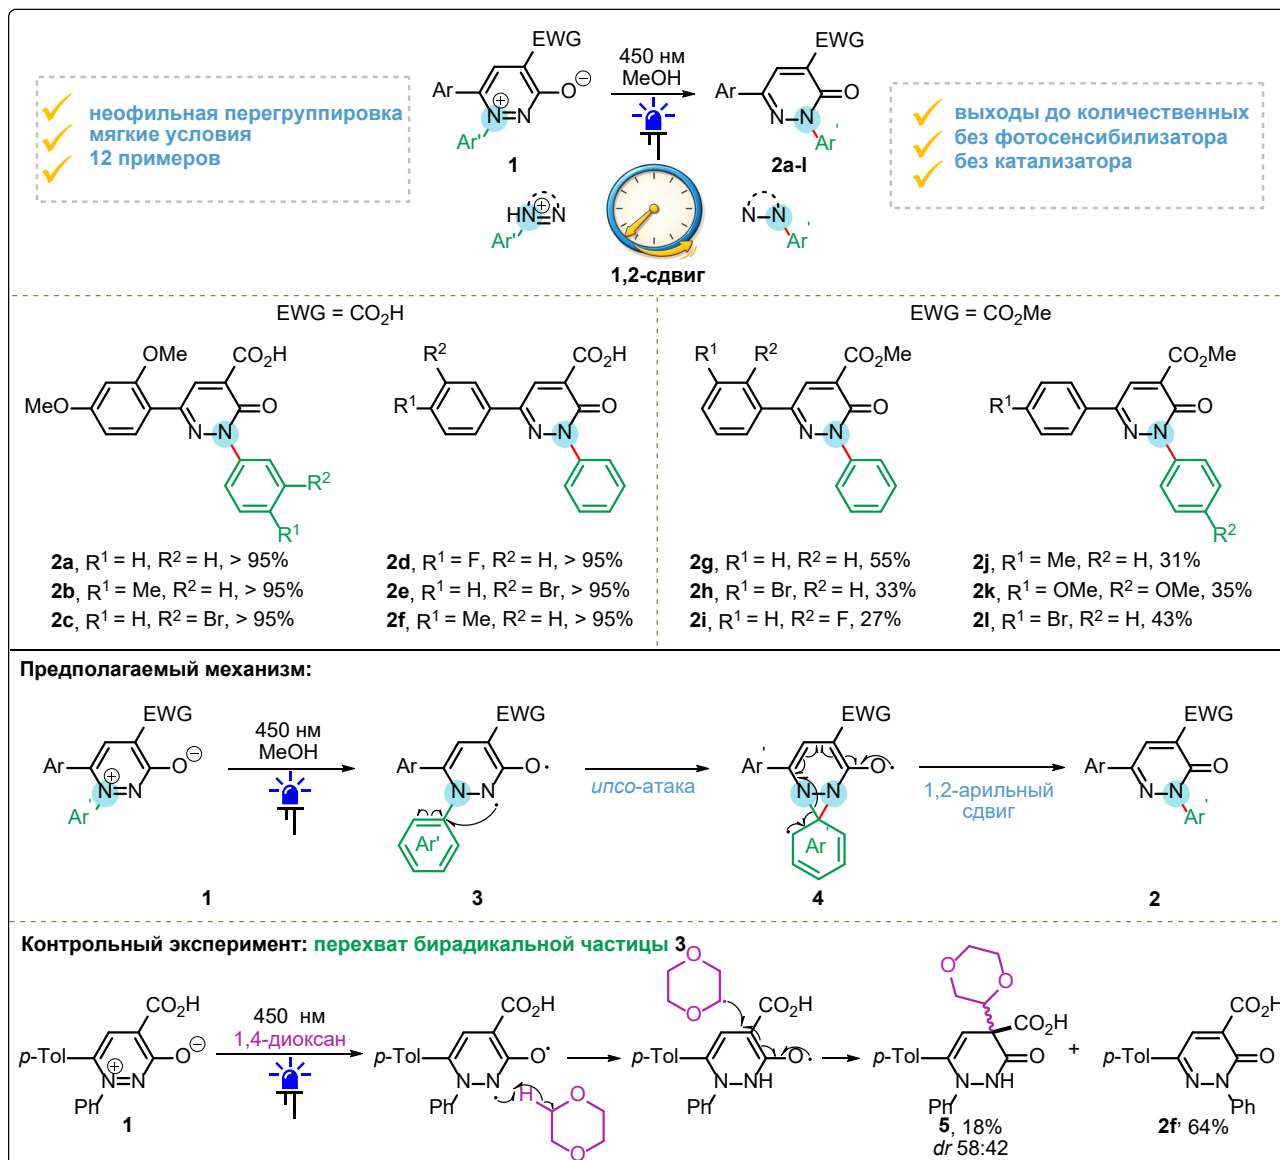 неофильная перегруппировка
мягкие условия
12 примеров
EWG
Ar
N
⊕
N
O
⊖
Ar'
1
450 нм
MeOH
EWG
Ar
N
N
O
Ar'
2a-l
выходы до количественных
без фотосенсибилизатора
без катализатора
HN
⊕
N
Ar'
1,2-сдвиг
N
N
Ar'
EWG = CO2H
EWG = CO2Me
OMe
CO2H
MeO
N
N
O
R2
R1
R2
CO2H
R1
N
N
O
R1
R2
CO2Me
N
N
O
CO2Me
R1
N
N
O
R2
2a, R1 = H, R2 = H, > 95%
2b, R1 = Me, R2 = H, > 95%
2c, R1 = H, R2 = Br, > 95%
2d, R1 = F, R2 = H, > 95%
2e, R1 = H, R2 = Br, > 95%
2f, R1 = Me, R2 = H, > 95%
2g, R1 = H, R2 = H, 55%
2h, R1 = Br, R2 = H, 33%
2i, R1 = H, R2 = F, 27%
2j, R1 = Me, R2 = H, 31%
2k, R1 = OMe, R2 = OMe, 35%
2l, R1 = Br, R2 = H, 43%
Предполагаемый механизм:
EWG
Ar
N
⊕
N
O
⊖
Ar'
1
450 нм
MeOH
EWG
Ar
N
N
O·
Ar'
3
ипсо-атака
EWG
Ar'
N
N
O·
Ar'
4
1,2-арильный
сдвиг
EWG
Ar
N
N
O
Ar'
2
Контрольный эксперимент: перехват бирадикальной частицы 3
CO2H
p-Tol
N
⊕
N
O
⊖
Ph
1
450 нм
1,4-диоксан
CO2H
p-Tol
N
N
O·
Ph
H
O
O
O
O
CO2H
p-Tol
N
NH
O·
Ph
O
O
CO2H
p-Tol
N
NH
O
Ph
5, 18%
dr 58:42
+
CO2H
p-Tol
N
N
O
Ph
2f, 64%